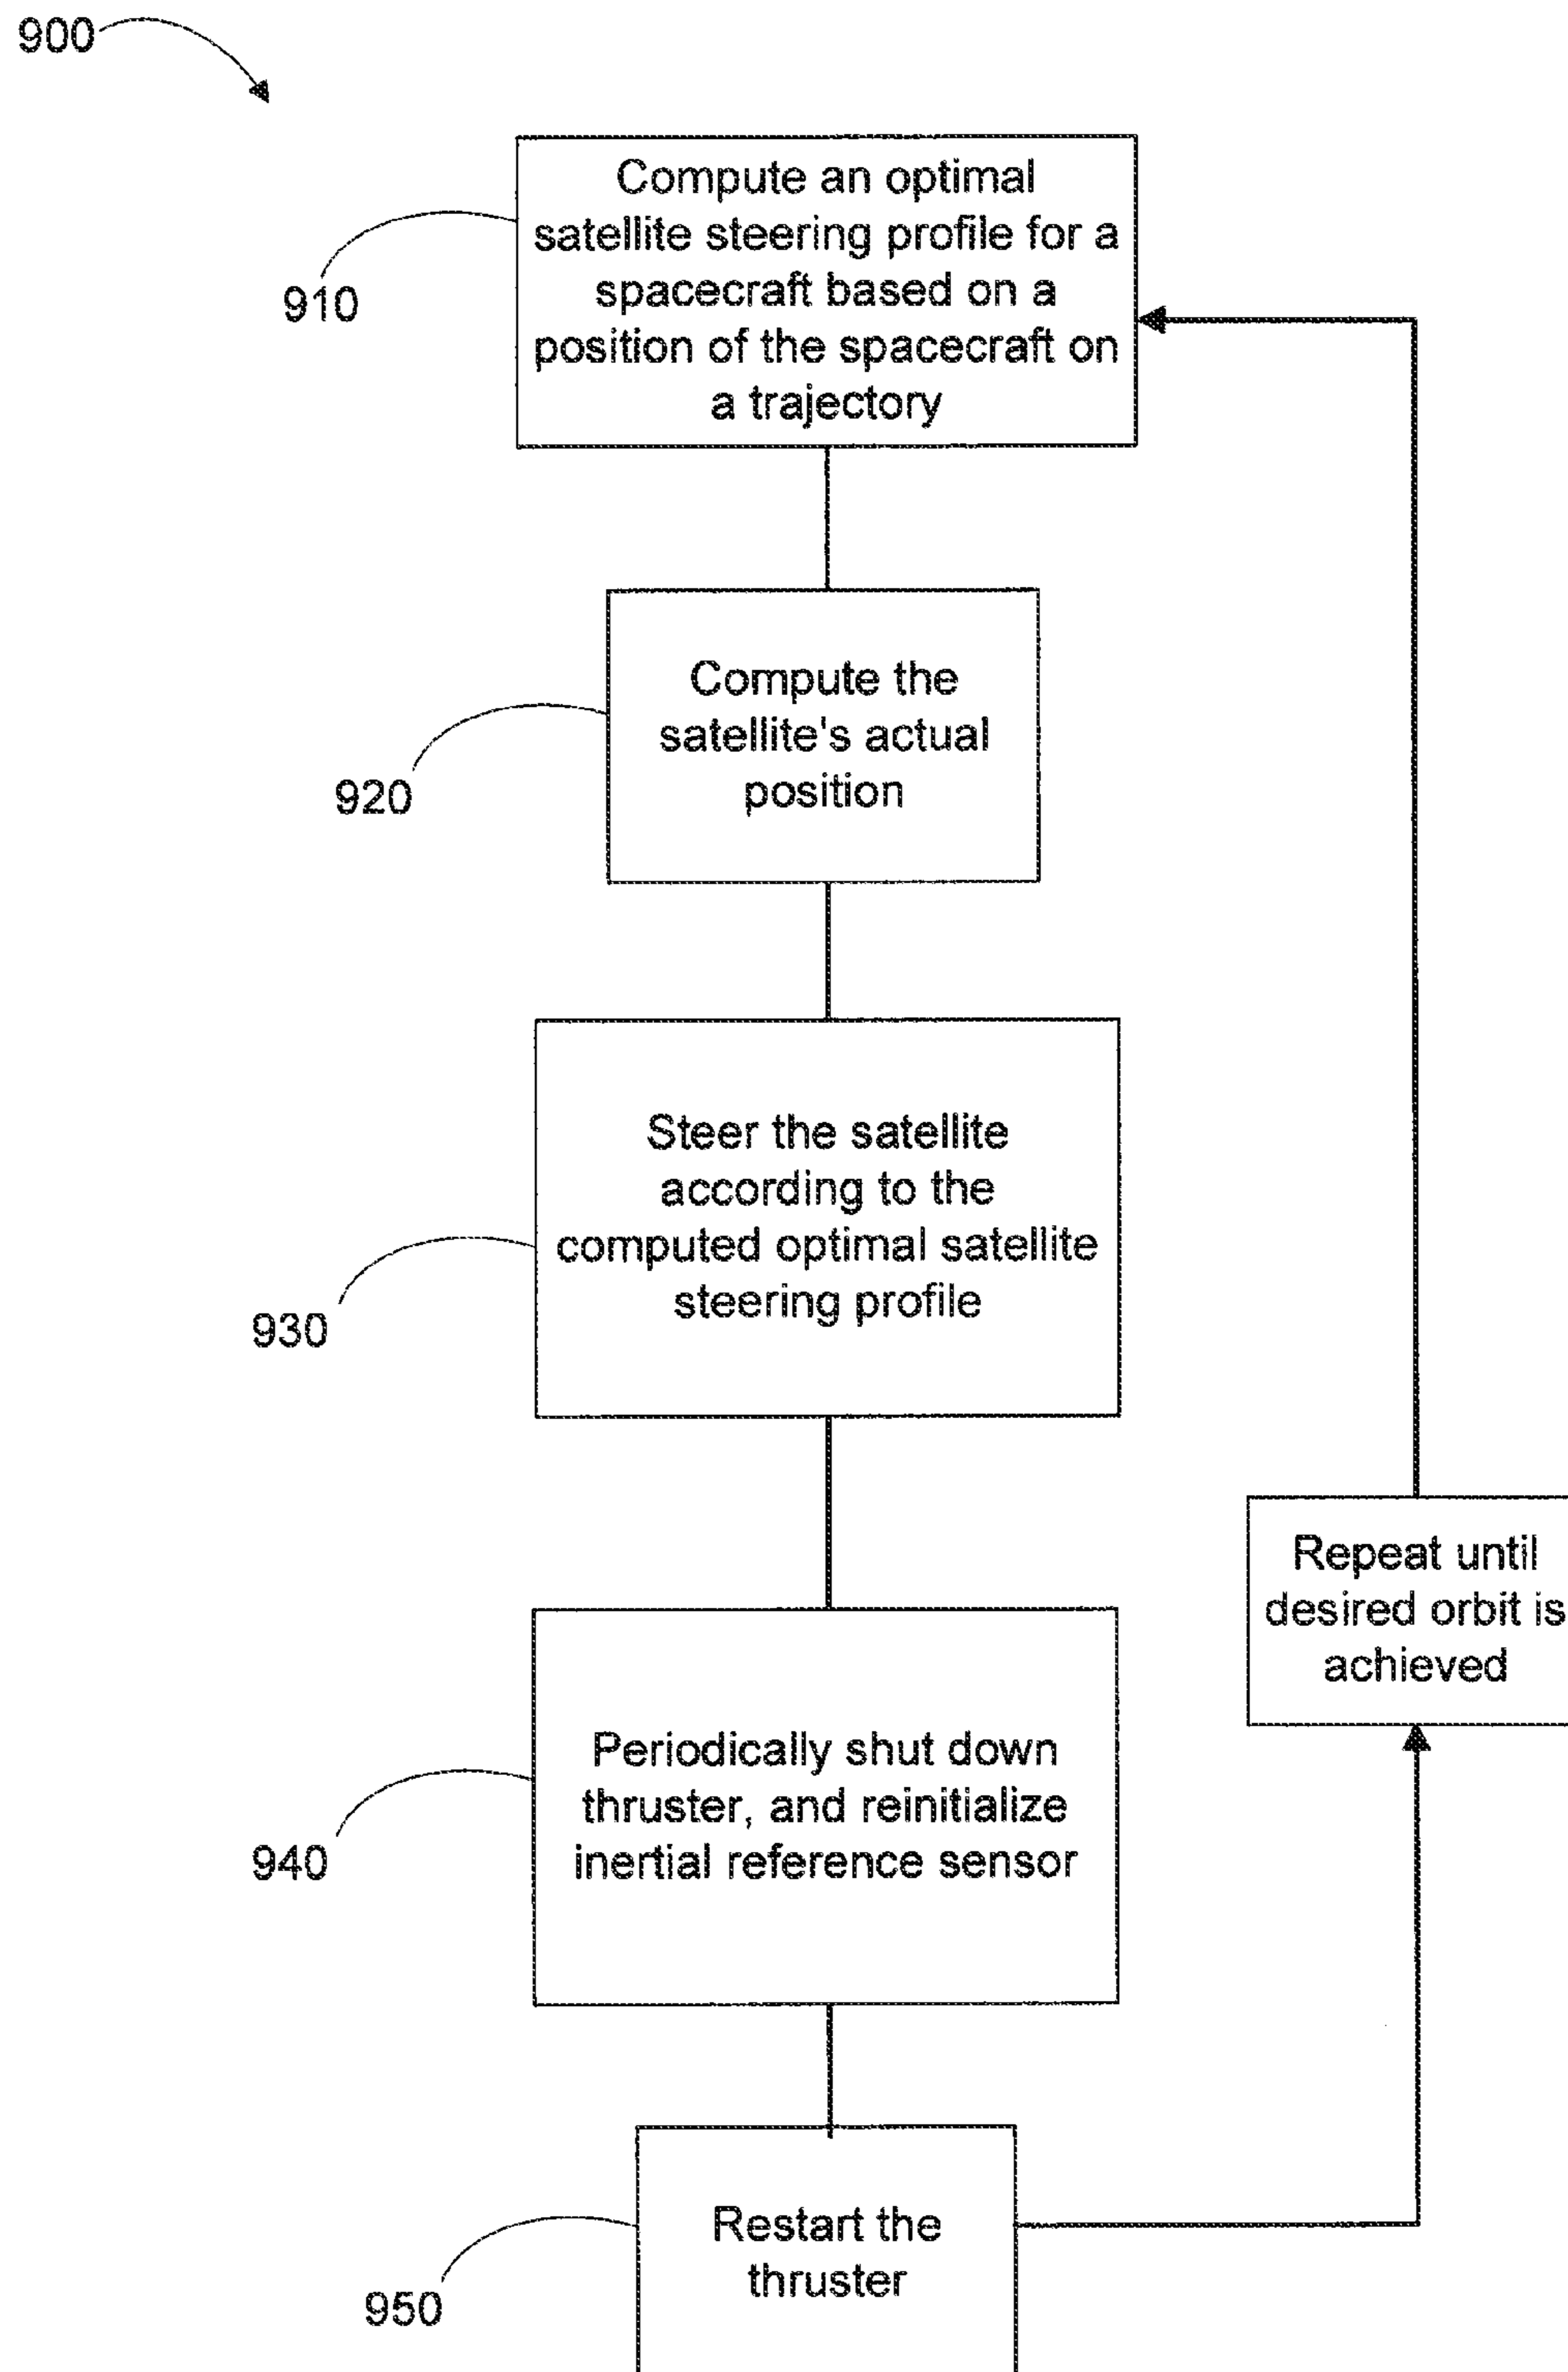 900
Compute an optimal
satellite steering profile for a
spacecraft based on a
position of the spacecraft on
a trajectory
910
Compute the
satellite's actual
position
920
Steer the satellite
according to the
computed optimal satellite
steering profile
930
Repeat until
desired orbit is
achieved
Periodically shut down
thruster, and reinitialize
inertial reference sensor
940
Restart the
thruster
950